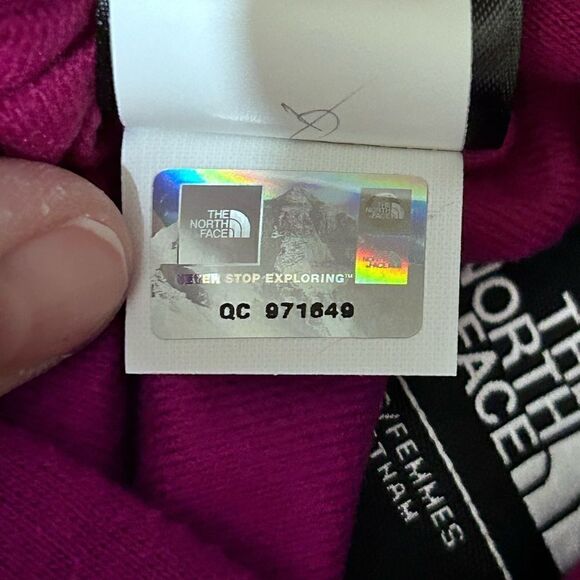 THE
NORTH
FACE
NEVER STOP EXPLORING™
QC 971649
THE
NORTH
FACE
/FEMMES